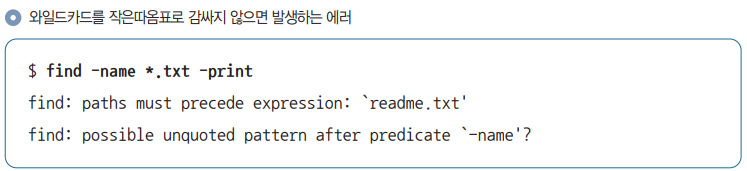 와일드카드를 작은따옴표로 감싸지 않으면 발생하는 에러
$ find -name *.txt -print
find: paths must precede expression: `readme.txt'
find: possible unquoted pattern after predicate `-name'?